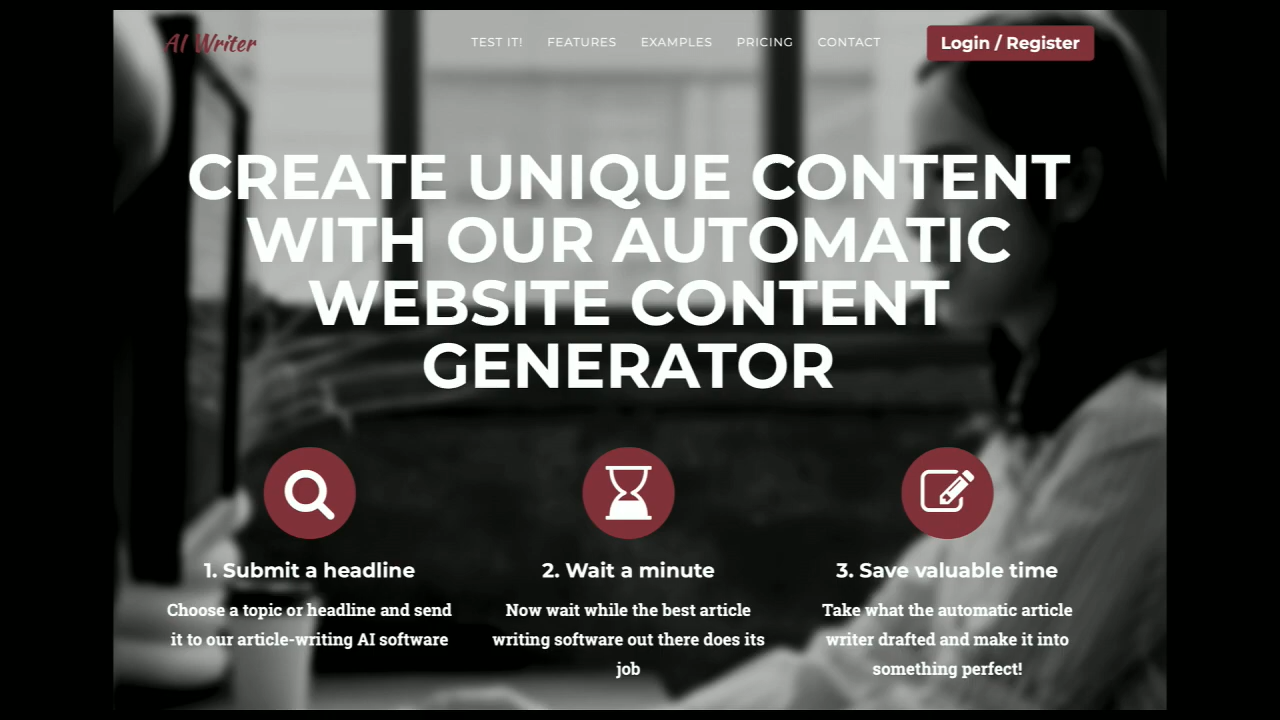 AI Writer
TEST IT! FEATURES EXAMPLES PRICING CONTACT
Login / Register
CREATE UNIQUE CONTENT
WITH OUR AUTOMATIC
WEBSITE CONTENT
GENERATOR
1. Submit a headline
Choose a topic or headline and send
it to our article-writing AI software
2. Wait a minute
Now wait while the best article
writing software out there does its
job
3. Save valuable time
Take what the automatic article
writer drafted and make it into
something perfect!